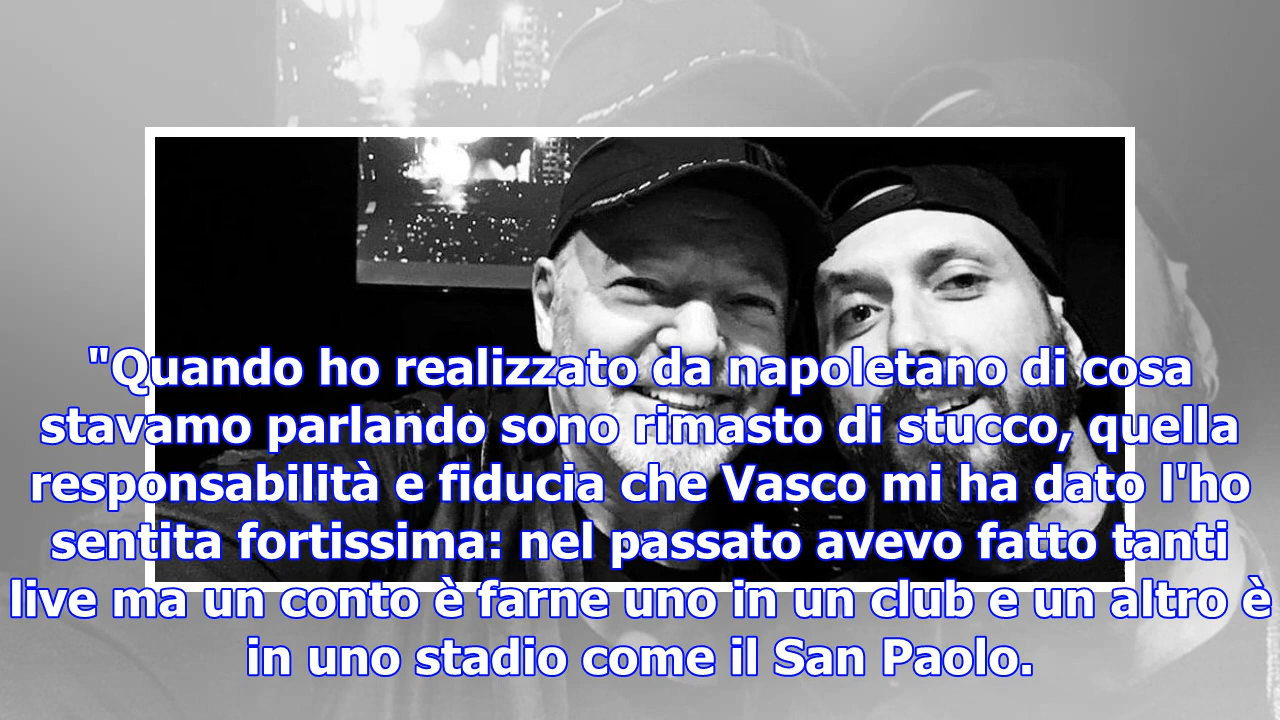 "Quando ho realizzato da napoletano di cosa
stavamo parlando sono rimasto di stucco, quella
responsabilità e fiducia che Vasco mi ha dato l'ho
sentita fortissima: nel passato avevo fatto tanti
live ma un conto è farne uno in un club e un altro è
in uno stadio come il San Paolo.